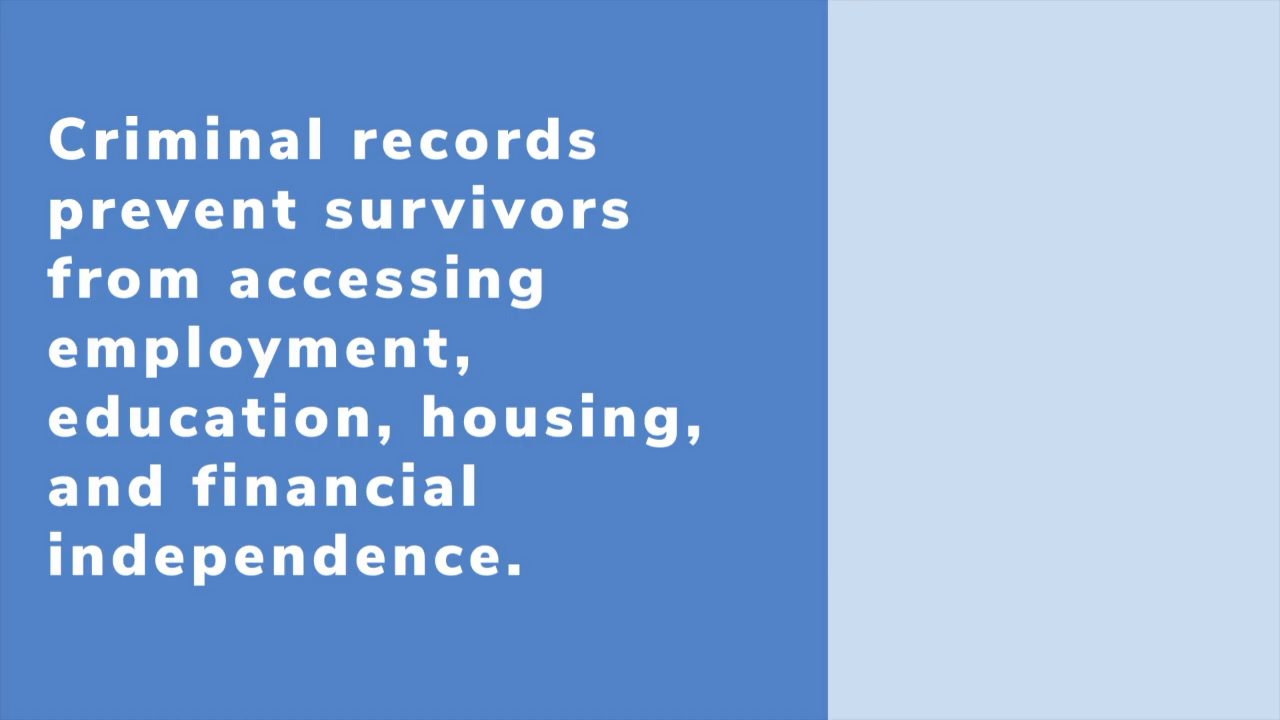 Criminal records
prevent survivors
from accessing
employment,
education, housing,
and financial
independence.